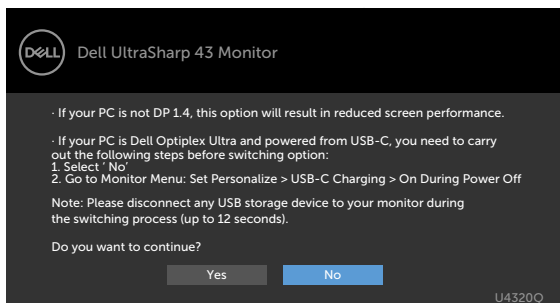 DELL
Dell UltraSharp 43 Monitor
· If your PC is not DP 1.4, this option will result in reduced screen performance.
· If your PC is Dell Optiplex Ultra and powered from USB-C, you need to carry
out the following steps before switching option:
1. Select ‘ No’
2. Go to Monitor Menu: Set Personalize > USB-C Charging > On During Power Off
Note: Please disconnect any USB storage device to your monitor during
the switching process (up to 12 seconds).
Do you want to continue?
Yes No
U4320Q